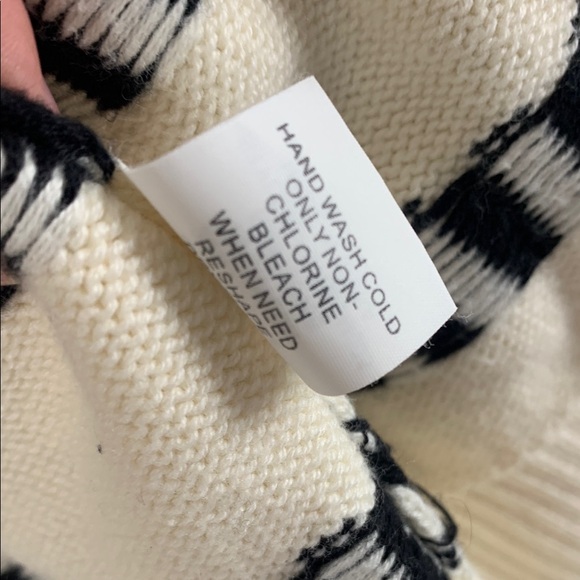 HAND WASH COLD
ONLY NON-
CHLORINE
BLEACH
WHEN NEED